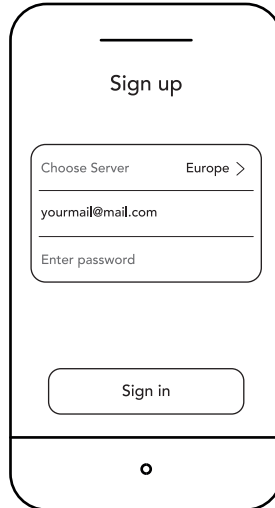 Sign up
Choose Server Europe >
yourmail@mail.com
Enter password
Sign in